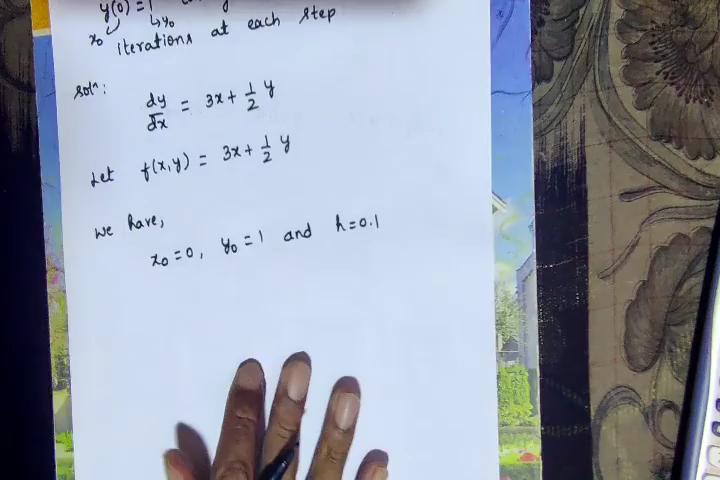 y(0) = 1
x₀ y₀
iterations at each step
Solⁿ:
dy/dx = 3x + 1/2 y
Let f(x,y) = 3x + 1/2 y
we have,
x₀ = 0, y₀ = 1 and h = 0.1